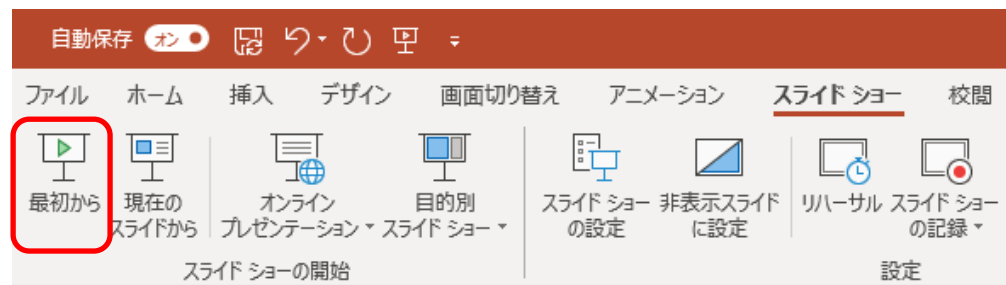 自動保存 オン
ファイル ホーム 挿入 デザイン 画面切り替え アニメーション スライド ショー 校閲
最初から 現在の オンライン 目的別 スライド ショー 非表示スライド リハーサル スライド ショー
スライドから プレゼンテーション スライド ショー の設定 に設定 の記録
スライド ショーの開始 設定